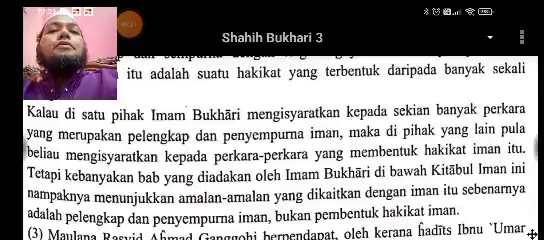 Shahih Bukhari 3
itu adalah suatu hakikat yang terbentuk daripada banyak sekali
Kalau di satu pihak Imam Bukhāri mengisyaratkan kepada sekian banyak perkara
yang merupakan pelengkap dan penyempurna iman, maka di pihak yang lain pula
beliau mengisyaratkan kepada perkara-perkara yang membentuk hakikat iman itu.
Tetapi kebanyakan bab yang diadakan oleh Imam Bukhāri di bawah Kitābul Iman ini
nampaknya menunjukkan amalan-amalan yang dikaitkan dengan iman itu sebenarnya
adalah pelengkap dan penyempurna iman, bukan pembentuk hakikat iman.
(3) Maulana Rasyid Aĥmad Ganggohi berpendapat, oleh kerana ĥadīts Ibnu `Umar